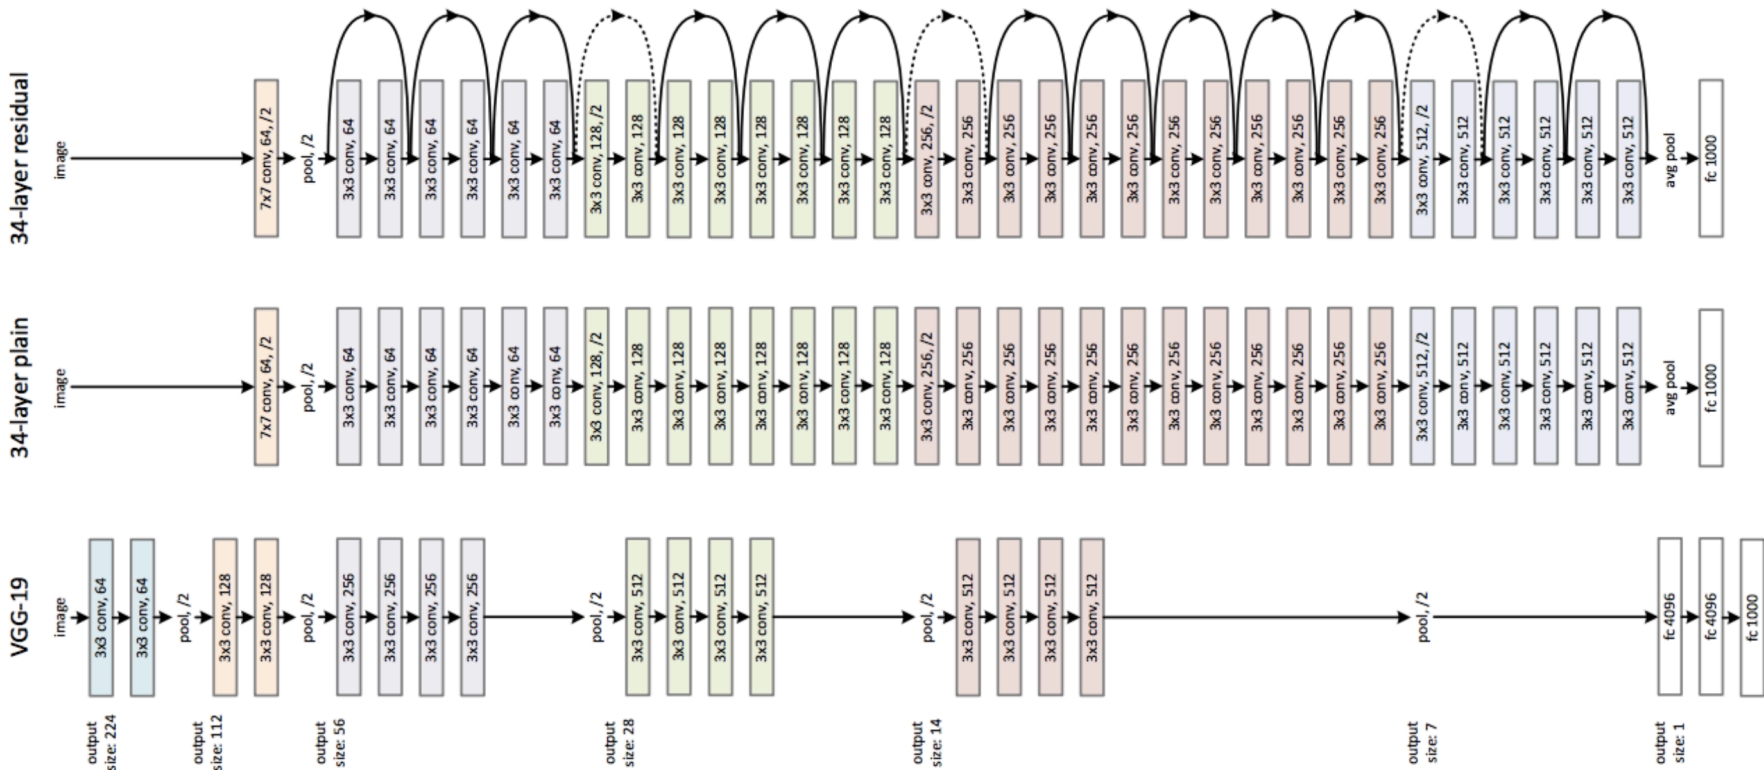 34-layer residual
image
7x7 conv, 64, /2
pool, /2
3x3 conv, 64
3x3 conv, 64
3x3 conv, 64
3x3 conv, 64
3x3 conv, 64
3x3 conv, 64
3x3 conv, 128, /2
3x3 conv, 128
3x3 conv, 128
3x3 conv, 128
3x3 conv, 128
3x3 conv, 128
3x3 conv, 128
3x3 conv, 128
3x3 conv, 256, /2
3x3 conv, 256
3x3 conv, 256
3x3 conv, 256
3x3 conv, 256
3x3 conv, 256
3x3 conv, 256
3x3 conv, 256
3x3 conv, 256
3x3 conv, 256
3x3 conv, 256
3x3 conv, 256
3x3 conv, 512, /2
3x3 conv, 512
3x3 conv, 512
3x3 conv, 512
3x3 conv, 512
3x3 conv, 512
avg pool
fc 1000
34-layer plain
image
7x7 conv, 64, /2
pool, /2
3x3 conv, 64
3x3 conv, 64
3x3 conv, 64
3x3 conv, 64
3x3 conv, 64
3x3 conv, 64
3x3 conv, 128, /2
3x3 conv, 128
3x3 conv, 128
3x3 conv, 128
3x3 conv, 128
3x3 conv, 128
3x3 conv, 128
3x3 conv, 128
3x3 conv, 256, /2
3x3 conv, 256
3x3 conv, 256
3x3 conv, 256
3x3 conv, 256
3x3 conv, 256
3x3 conv, 256
3x3 conv, 256
3x3 conv, 256
3x3 conv, 256
3x3 conv, 256
3x3 conv, 256
3x3 conv, 512, /2
3x3 conv, 512
3x3 conv, 512
3x3 conv, 512
3x3 conv, 512
3x3 conv, 512
avg pool
fc 1000
VGG-19
image
3x3 conv, 64
3x3 conv, 64
pool, /2
3x3 conv, 128
3x3 conv, 128
pool, /2
3x3 conv, 256
3x3 conv, 256
3x3 conv, 256
3x3 conv, 256
pool, /2
3x3 conv, 512
3x3 conv, 512
3x3 conv, 512
3x3 conv, 512
pool, /2
3x3 conv, 512
3x3 conv, 512
3x3 conv, 512
3x3 conv, 512
pool, /2
fc 4096
fc 4096
fc 1000
output
size: 224
output
size: 112
output
size: 56
output
size: 28
output
size: 14
output
size: 7
output
size: 1